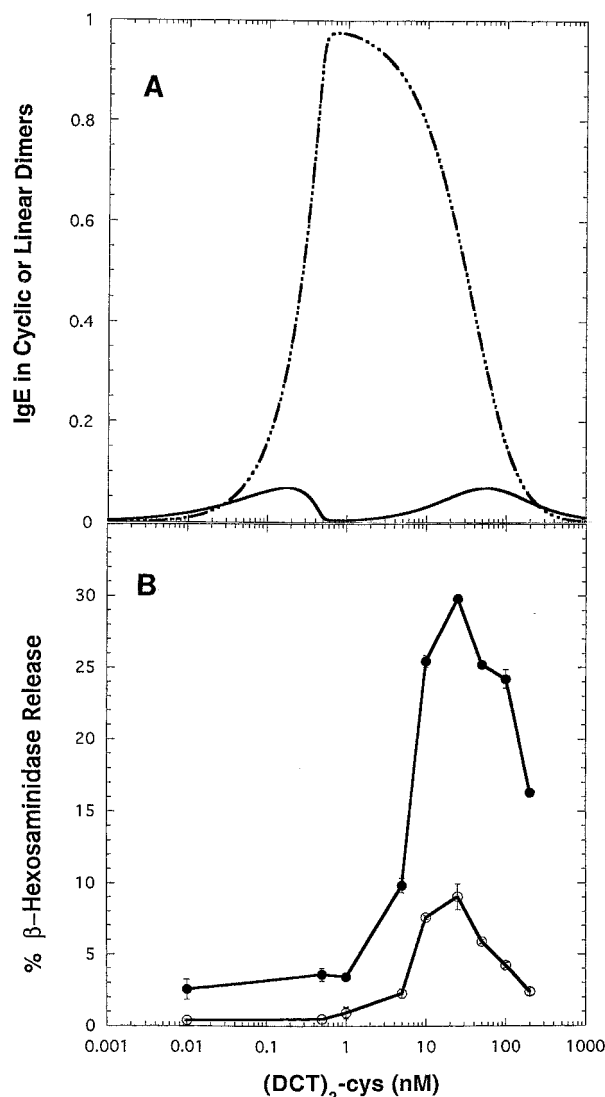 1
0.8
0.6
0.4
0.2
0
A
IgE in Cyclic or Linear Dimers
30
25
20
15
10
5
0
B
% β-Hexosaminidase Release
0.001 0.01 0.1 1 10 100 1000
(DCT)2-cys (nM)